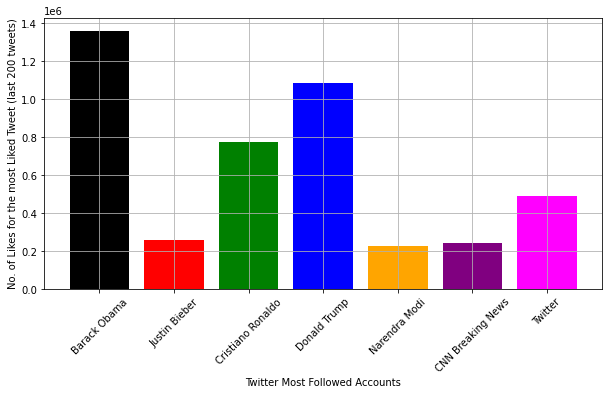 1e6
1.4
1.2
1.0
0.8
0.6
0.4
0.2
0.0
No. of Likes for the most Liked Tweet (last 200 tweets)
Barack Obama
Justin Bieber
Cristiano Ronaldo
Donald Trump
Narendra Modi
CNN Breaking News
Twitter
Twitter Most Followed Accounts